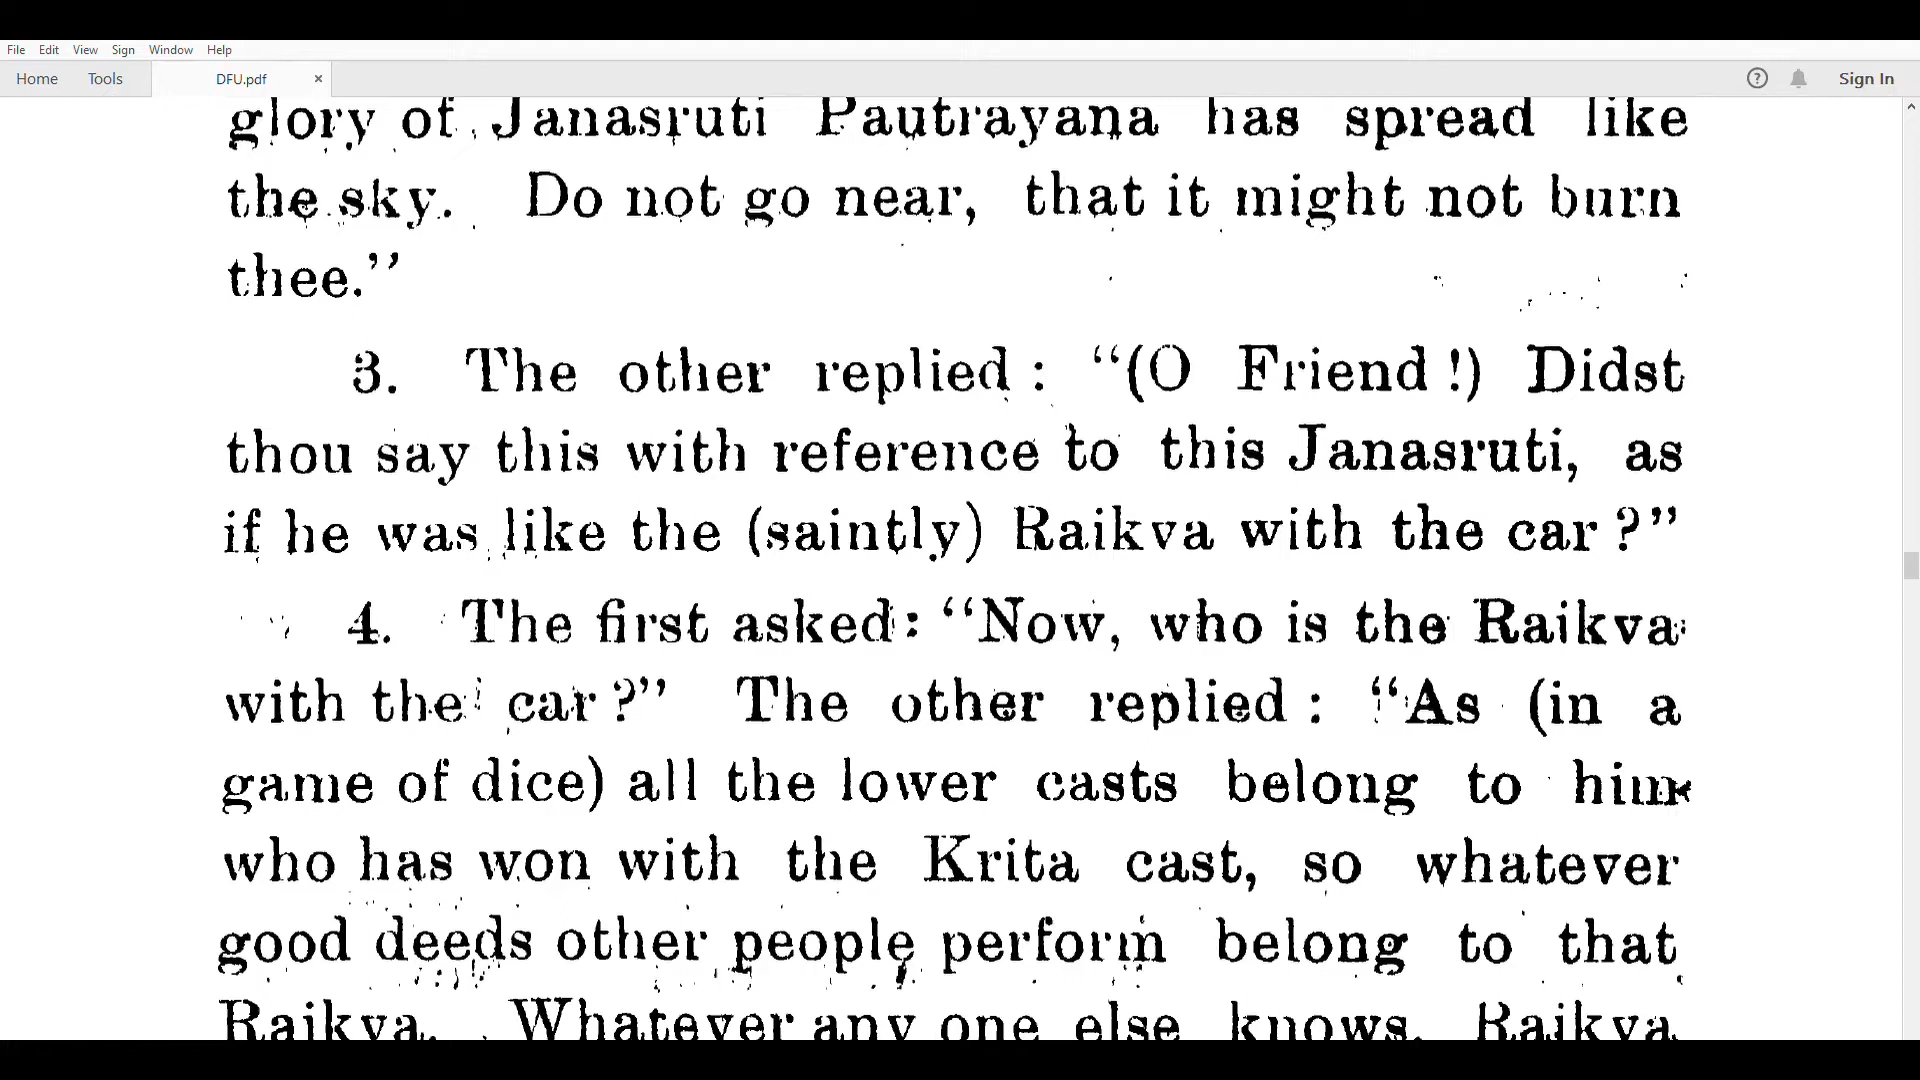 File Edit View Sign Window Help
Home Tools DFU.pdf × ? Sign In
glory of Janasruti Pautrayana has spread like
the sky. Do not go near, that it might not burn
thee.”
3. The other replied : “(O Friend !) Didst
thou say this with reference to this Janasruti, as
if he was like the (saintly) Raikva with the car ?”
4. The first asked : “Now, who is the Raikva
with the car ?” The other replied : “As (in a
game of dice) all the lower casts belong to him
who has won with the Krita cast, so whatever
good deeds other people perform belong to that
Raikva. Whatever any one else knows, Raikva